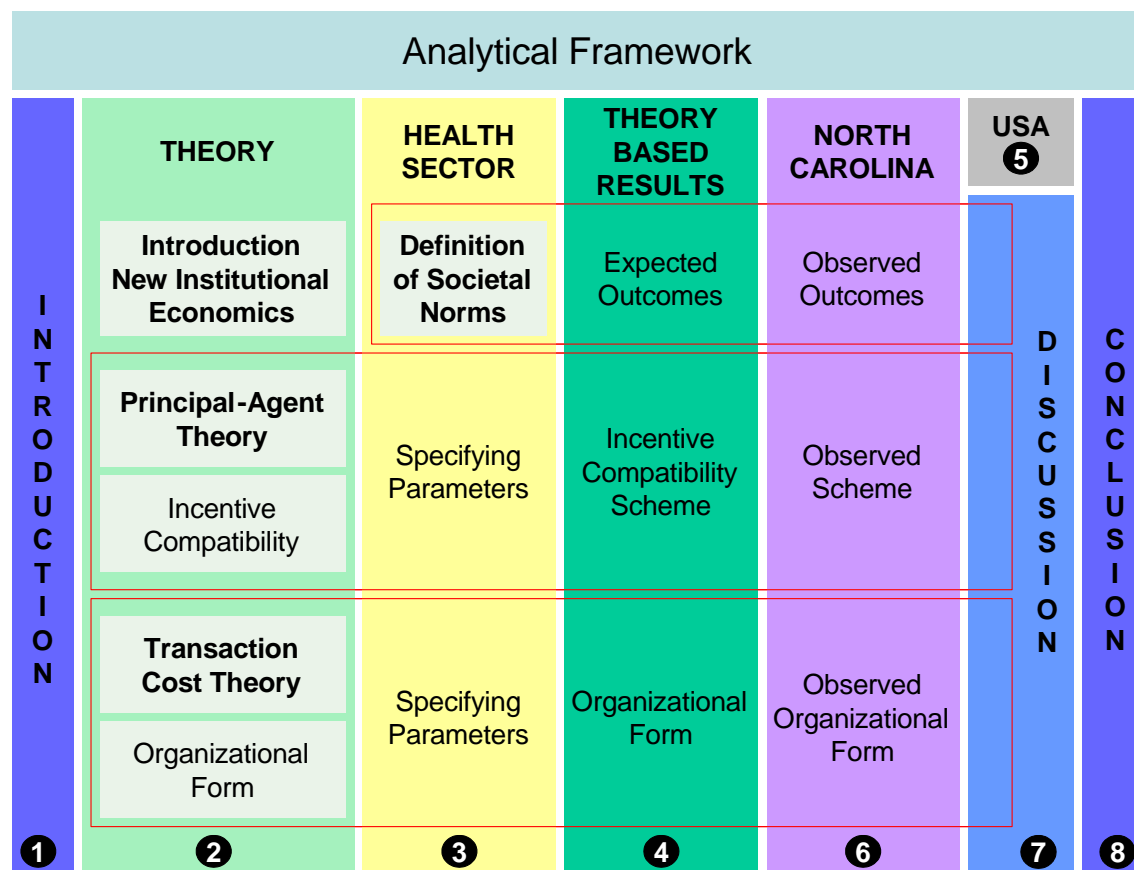 Analytical Framework
INTRODUCTION
1
THEORY
Introduction
New Institutional
Economics
Principal-Agent
Theory
Incentive
Compatibility
Transaction
Cost Theory
Organizational
Form
2
HEALTH
SECTOR
Definition
of Societal
Norms
Specifying
Parameters
Specifying
Parameters
3
THEORY
BASED
RESULTS
Expected
Outcomes
Incentive
Compatibility
Scheme
Organizational
Form
4
NORTH
CAROLINA
Observed
Outcomes
Observed
Scheme
Observed
Organizational
Form
6
USA
5
DISCUSSION
7
CONCLUSION
8